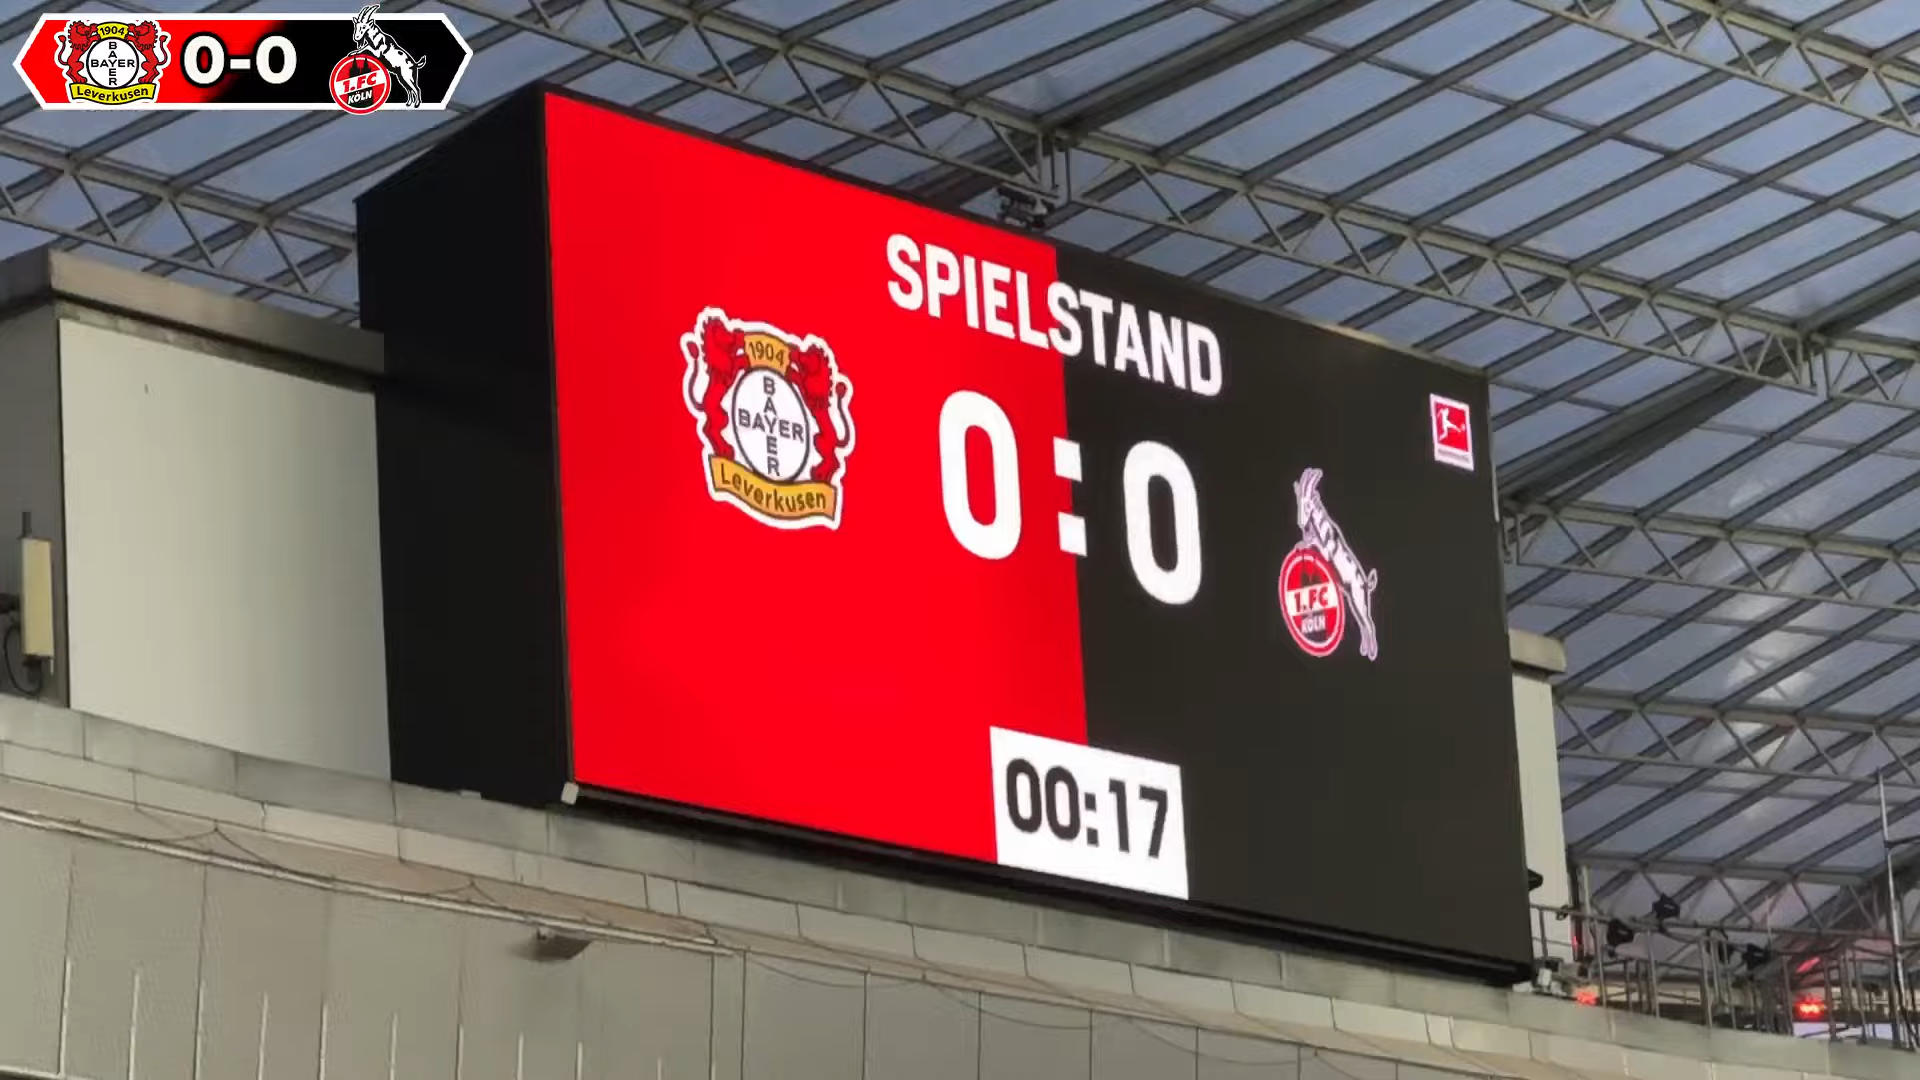 1904
BAYER
BAYER
Leverkusen
0-0
1.FC
KÖLN
SPIELSTAND
1904
BAYER
BAYER
Leverkusen
0:0
1.FC
KÖLN
00:17